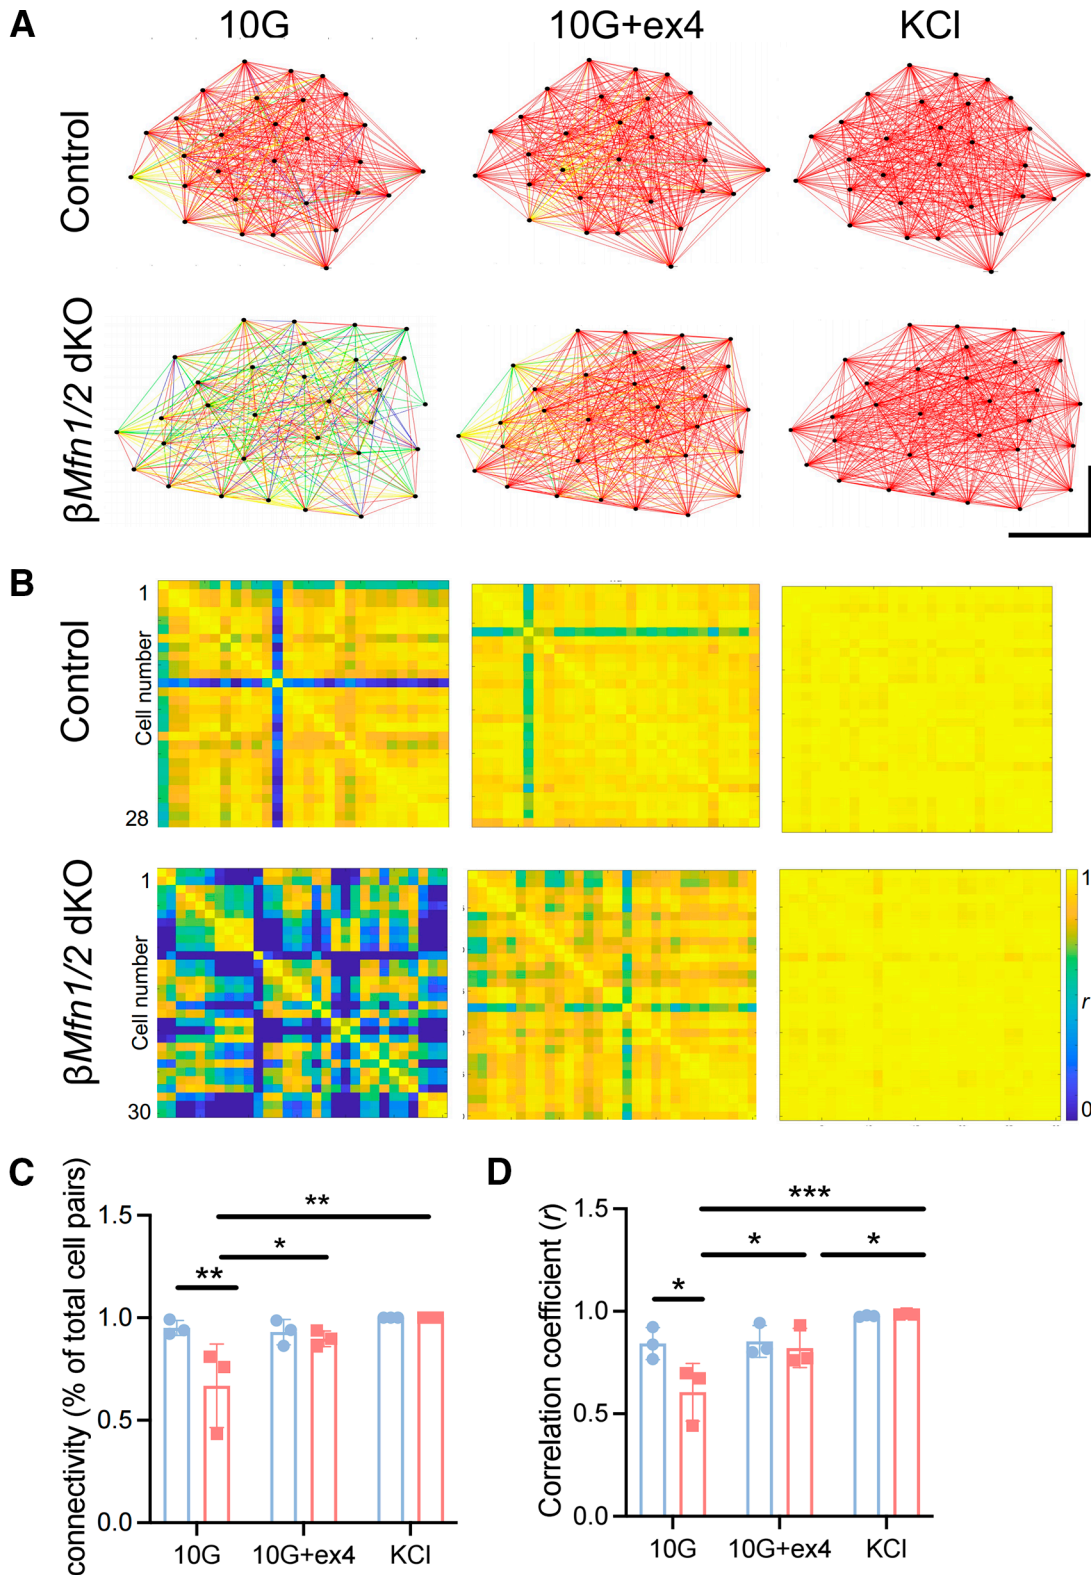 A
10G
10G+ex4
KCl
Control
βMfn1/2 dKO
B
Control
1
Cell number
28
βMfn1/2 dKO
1
Cell number
30
1
r
0
C
connectivity (% of total cell pairs)
1.5
1.0
0.5
0.0
**
*
**
10G
10G+ex4
KCl
D
Correlation coefficient (r)
1.5
1.0
0.5
0.0
***
*
*
*
10G
10G+ex4
KCl